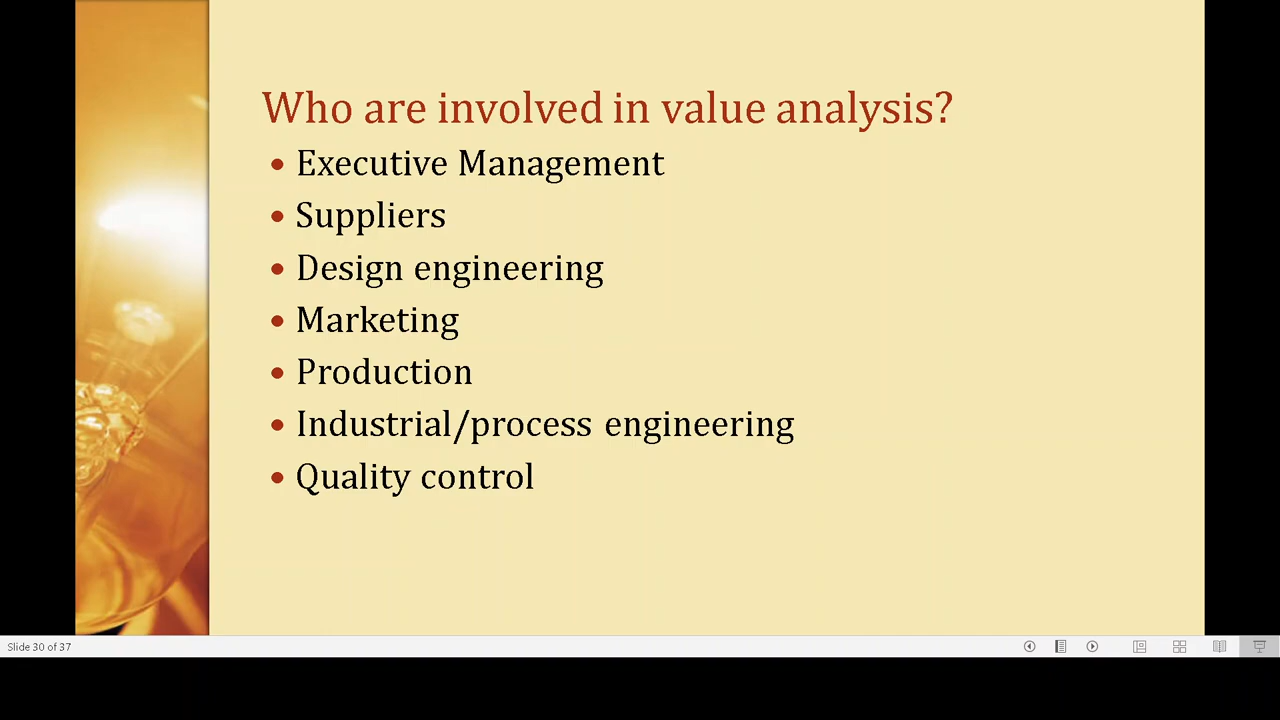 Who are involved in value analysis?
• Executive Management
• Suppliers
• Design engineering
• Marketing
• Production
• Industrial/process engineering
• Quality control
Slide 30 of 37